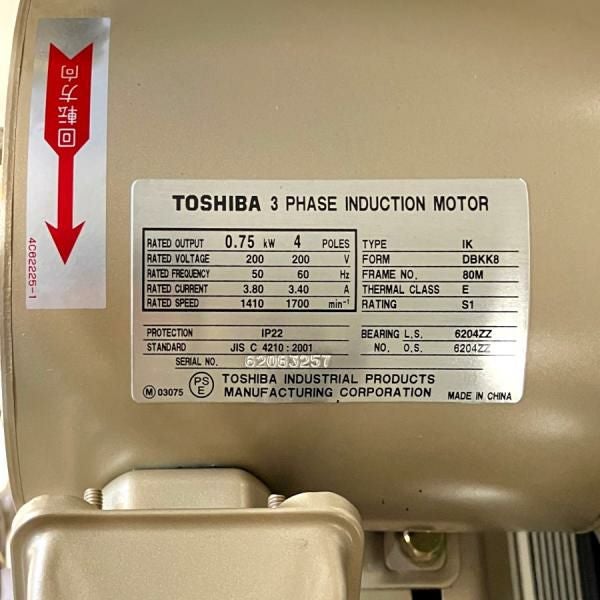 回転方向
4C62225-1
TOSHIBA 3 PHASE INDUCTION MOTOR
RATED OUTPUT 0.75 kW 4 POLES
RATED VOLTAGE 200 200 V
RATED FREQUENCY 50 60 Hz
RATED CURRENT 3.80 3.40 A
RATED SPEED 1410 1700 min⁻¹
TYPE IK
FORM DBKK8
FRAME NO. 80M
THERMAL CLASS E
RATING S1
PROTECTION IP22
STANDARD JIS C 4210:2001
SERIAL NO. 62063257
BEARING L.S. 6204ZZ
NO. O.S. 6204ZZ
M 03075
PS E
TOSHIBA INDUSTRIAL PRODUCTS
MANUFACTURING CORPORATION
MADE IN CHINA